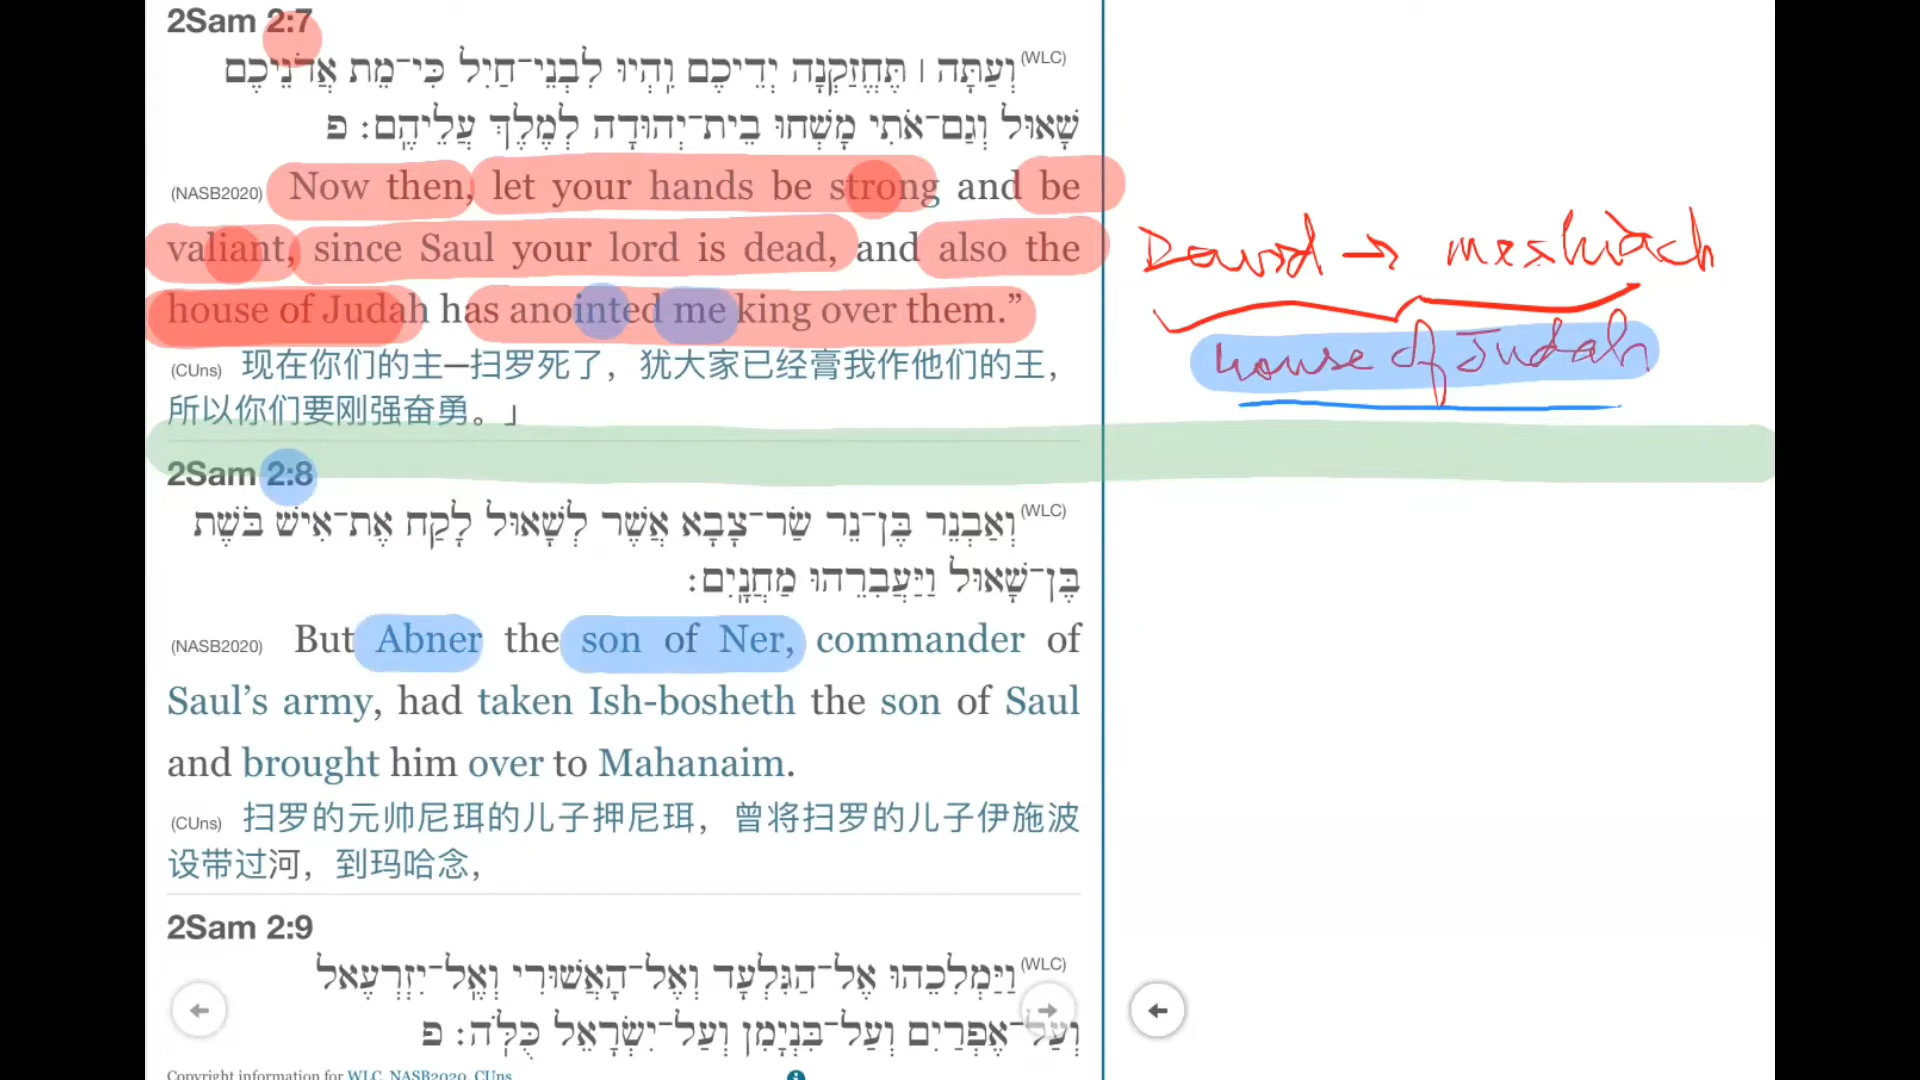 2Sam 2:7
(WLC) וְעַתָּה ׀ תֶּחֱזַקְנָה יְדֵיכֶם וִהְיוּ לִבְנֵי־חַיִל כִּי־מֵת אֲדֹנֵיכֶם
שָׁאוּל וְגַם־אֹתִי מָשְׁחוּ בֵית־יְהוּדָה לְמֶלֶךְ עֲלֵיהֶם׃ פ
(NASB2020) Now then, let your hands be strong and be
valiant, since Saul your lord is dead, and also the
house of Judah has anointed me king over them.”
(CUns) 现在你们的主─扫罗死了，犹大家已经膏我作他们的王，
所以你们要刚强奋勇。」
2Sam 2:8
(WLC) וְאַבְנֵר בֶּן־נֵר שַׂר־צָבָא אֲשֶׁר לְשָׁאוּל לָקַח אֶת־אִישׁ בֹּשֶׁת
בֶּן־שָׁאוּל וַיַּעֲבִרֵהוּ מַחֲנָיִם׃
(NASB2020) But Abner the son of Ner, commander of
Saul’s army, had taken Ish-bosheth the son of Saul
and brought him over to Mahanaim.
(CUns) 扫罗的元帅尼珥的儿子押尼珥，曾将扫罗的儿子伊施波
设带过河，到玛哈念，
2Sam 2:9
(WLC) וַיַּמְלִכֵהוּ אֶל־הַגִּלְעָד וְאֶל־הָאֲשׁוּרִי וְאֶל־יִזְרְעֶאל
וְעַל־אֶפְרַיִם וְעַל־בִּנְיָמִן וְעַל־יִשְׂרָאֵל כֻּלֹּה׃ פ
Copyright information for WLC, NASB2020, CUns
David → meshiach
house of Judah